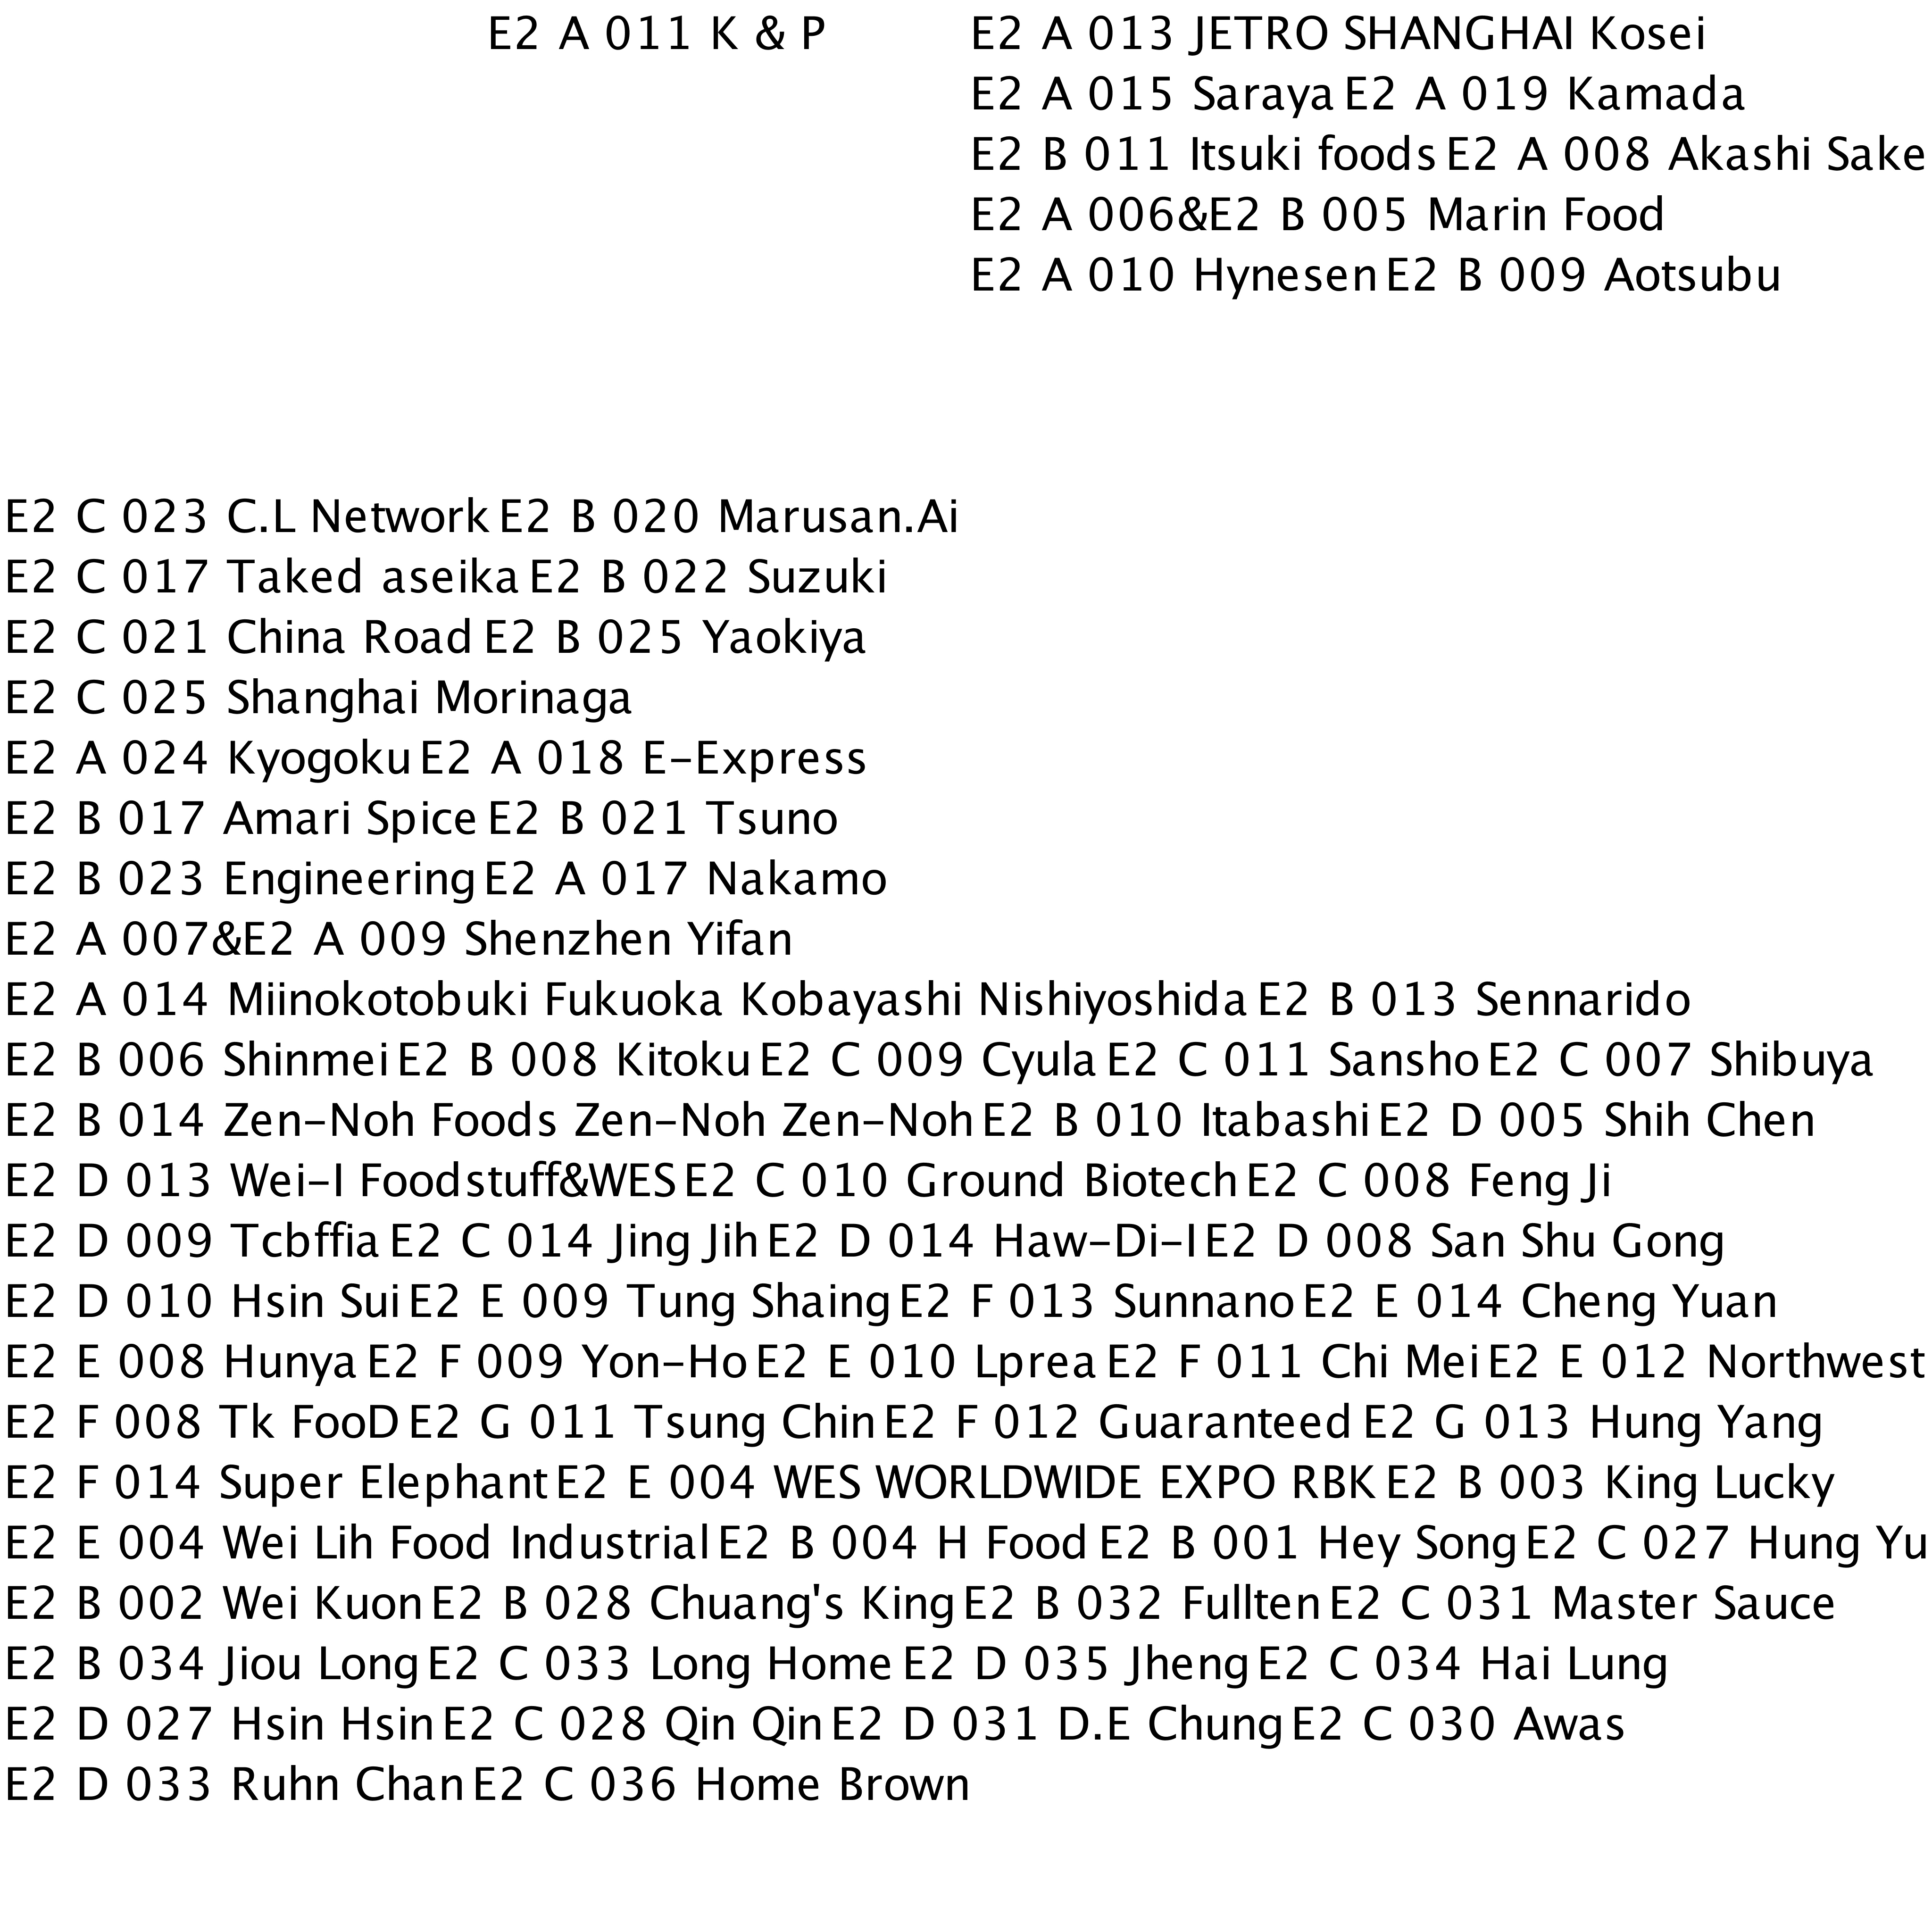 E2 A 011 K & P E2 A 013 JETRO SHANGHAI Kosei
E2 A 015 Saraya E2 A 019 Kamada
E2 B 011 Itsuki foods E2 A 008 Akashi Sake
E2 A 006&E2 B 005 Marin Food
E2 A 010 Hynesen E2 B 009 Aotsubu
E2 C 023 C.L Network E2 B 020 Marusan.Ai
E2 C 017 Taked aseika E2 B 022 Suzuki
E2 C 021 China Road E2 B 025 Yaokiya
E2 C 025 Shanghai Morinaga
E2 A 024 Kyogoku E2 A 018 E-Express
E2 B 017 Amari Spice E2 B 021 Tsuno
E2 B 023 Engineering E2 A 017 Nakamo
E2 A 007&E2 A 009 Shenzhen Yifan
E2 A 014 Miinokotobuki Fukuoka Kobayashi Nishiyoshida E2 B 013 Sennarido
E2 B 006 Shinmei E2 B 008 Kitoku E2 C 009 Cyula E2 C 011 Sansho E2 C 007 Shibuya
E2 B 014 Zen-Noh Foods Zen-Noh Zen-Noh E2 B 010 Itabashi E2 D 005 Shih Chen
E2 D 013 Wei-I Foodstuff&WES E2 C 010 Ground Biotech E2 C 008 Feng Ji
E2 D 009 Tcbffia E2 C 014 Jing Jih E2 D 014 Haw-Di-I E2 D 008 San Shu Gong
E2 D 010 Hsin Sui E2 E 009 Tung Shaing E2 F 013 Sunnano E2 E 014 Cheng Yuan
E2 E 008 Hunya E2 F 009 Yon-Ho E2 E 010 Lprea E2 F 011 Chi Mei E2 E 012 Northwest
E2 F 008 Tk FooD E2 G 011 Tsung Chin E2 F 012 Guaranteed E2 G 013 Hung Yang
E2 F 014 Super Elephant E2 E 004 WES WORLDWIDE EXPO RBK E2 B 003 King Lucky
E2 E 004 Wei Lih Food Industrial E2 B 004 H Food E2 B 001 Hey Song E2 C 027 Hung Yu
E2 B 002 Wei Kuon E2 B 028 Chuang's King E2 B 032 Fullten E2 C 031 Master Sauce
E2 B 034 Jiou Long E2 C 033 Long Home E2 D 035 Jheng E2 C 034 Hai Lung
E2 D 027 Hsin Hsin E2 C 028 Qin Qin E2 D 031 D.E Chung E2 C 030 Awas
E2 D 033 Ruhn Chan E2 C 036 Home Brown